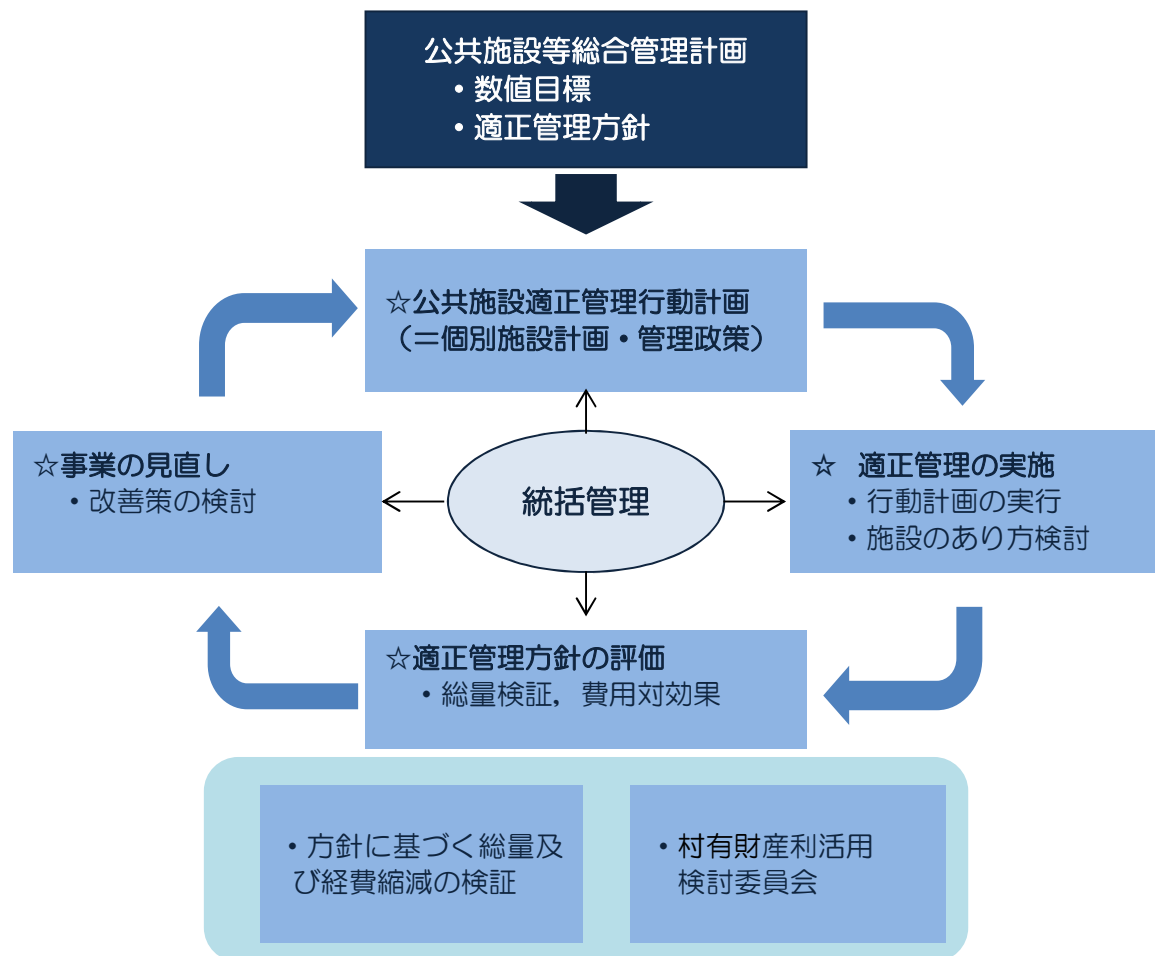 公共施設等総合管理計画
・数値目標
・適正管理方針
☆公共施設適正管理行動計画
（＝個別施設計画・管理政策）
☆事業の見直し
・改善策の検討
統括管理
☆ 適正管理の実施
・行動計画の実行
・施設のあり方検討
☆適正管理方針の評価
・総量検証，費用対効果
・方針に基づく総量及
び経費縮減の検証
・村有財産利活用
検討委員会